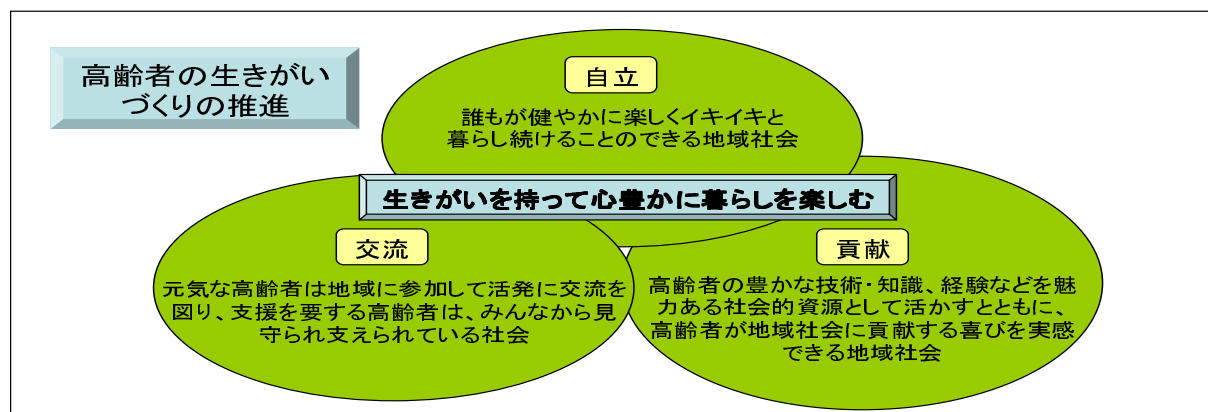 高齢者の生きがい
づくりの推進
自立
誰もが健やかに楽しくイキイキと
暮らし続けることのできる地域社会
生きがいを持って心豊かに暮らしを楽しむ
交流
元気な高齢者は地域に参加して活発に交流を
図り、支援を要する高齢者は、みんなから見
守られ支えられている社会
貢献
高齢者の豊かな技術・知識、経験などを魅
力ある社会的資源として活かすとともに、
高齢者が地域社会に貢献する喜びを実感
できる地域社会